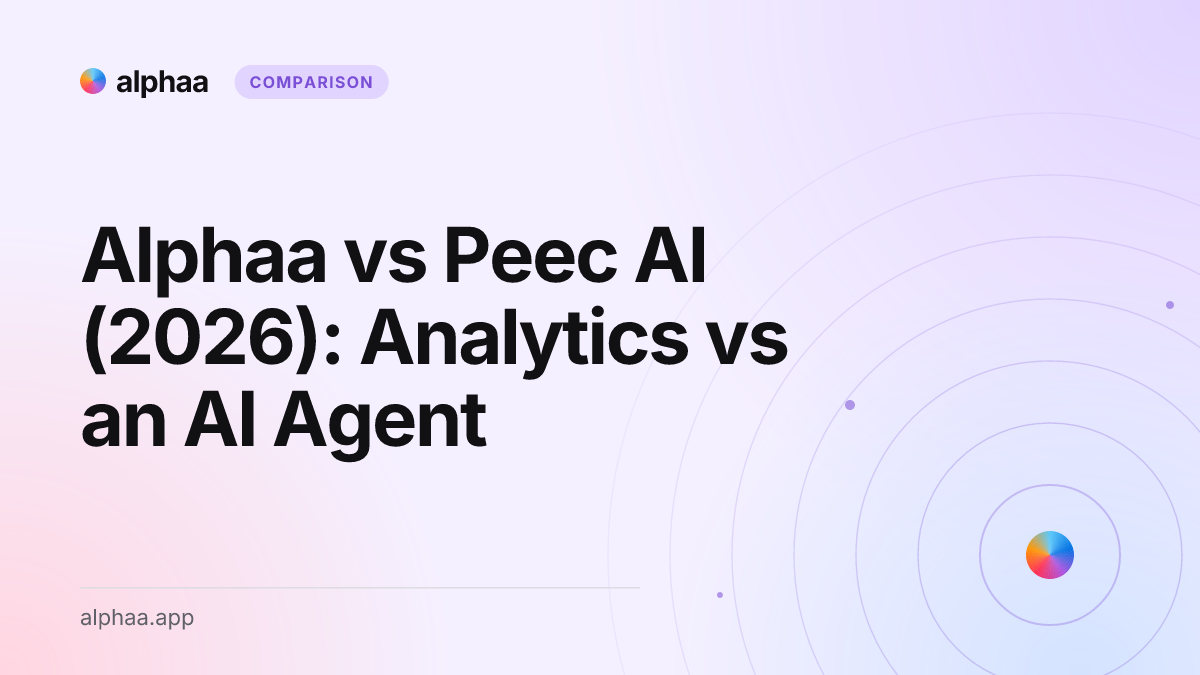 alphaa
COMPARISON
Alphaa vs Peec AI
(2026): Analytics vs
an AI Agent
alphaa.app